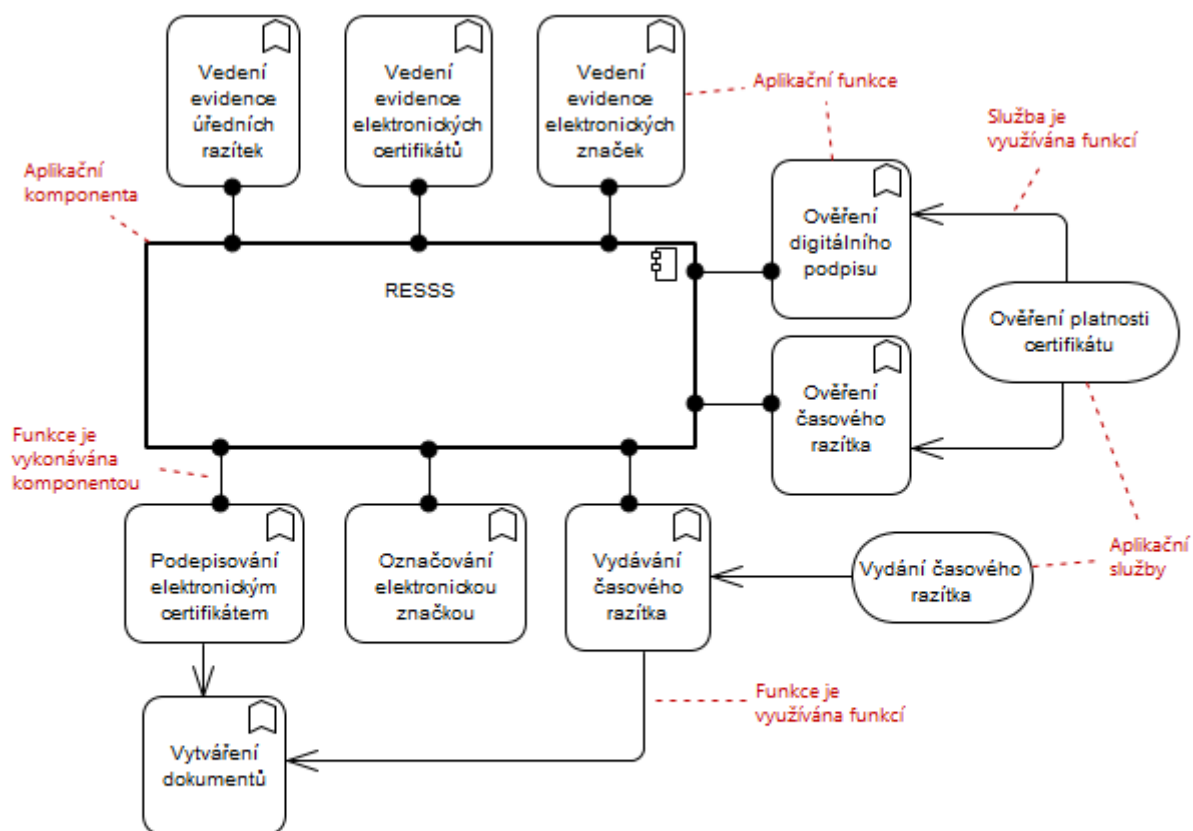 Vedení
evidence
úředních
razítek
Vedení
evidence
elektronických
certifikátů
Vedení
evidence
elektronických
značek
Aplikační funkce
Služba je
využívána funkcí
Aplikační
komponenta
Ověření
digitálního
podpisu
RESSS
Ověření platnosti
certifikátu
Ověření
časového
razítka
Funkce je
vykonávána
komponentou
Podepisování
elektronickým
certifikátem
Označování
elektronickou
značkou
Vydávání
časového
razítka
Vydání časového
razítka
Aplikační
služby
Funkce je
využívána funkcí
Vytváření
dokumentů